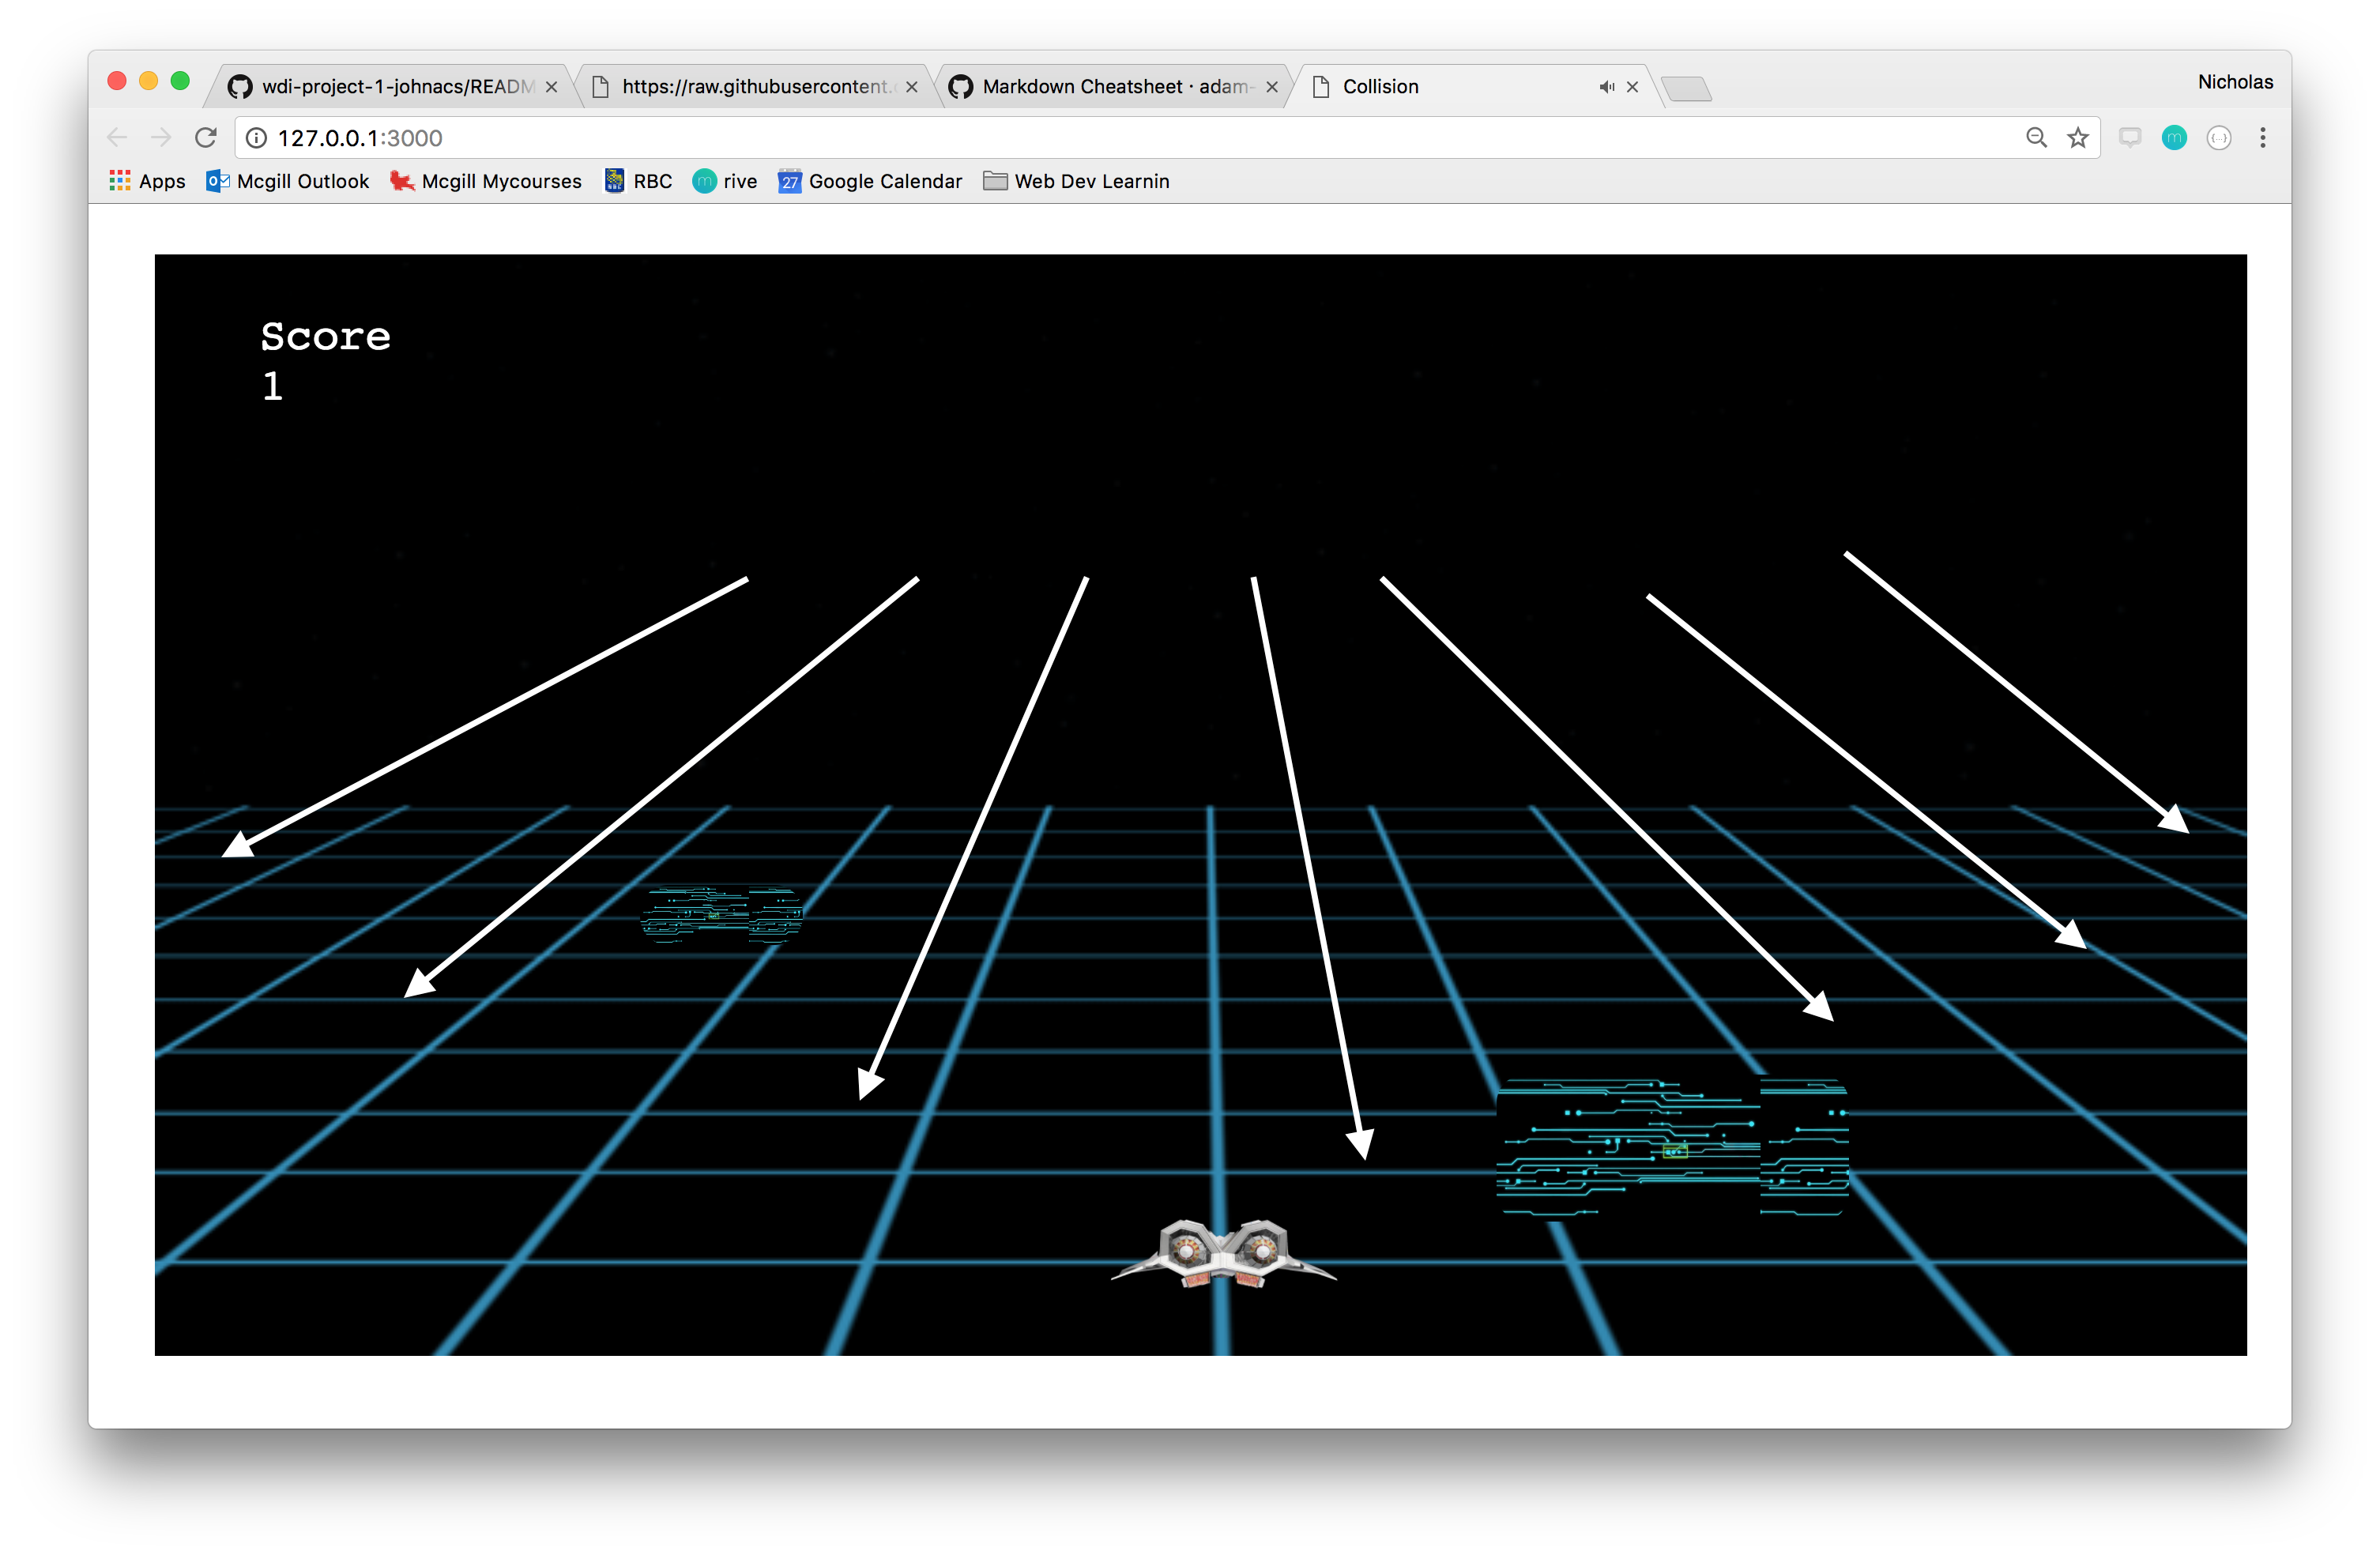 wdi-project-1-johnacs/READM
https://raw.githubusercontent.
Markdown Cheatsheet · adam-
Collision
Nicholas
127.0.0.1:3000
Apps
Mcgill Outlook
Mcgill Mycourses
RBC
rive
27
Google Calendar
Web Dev Learnin
Score
1